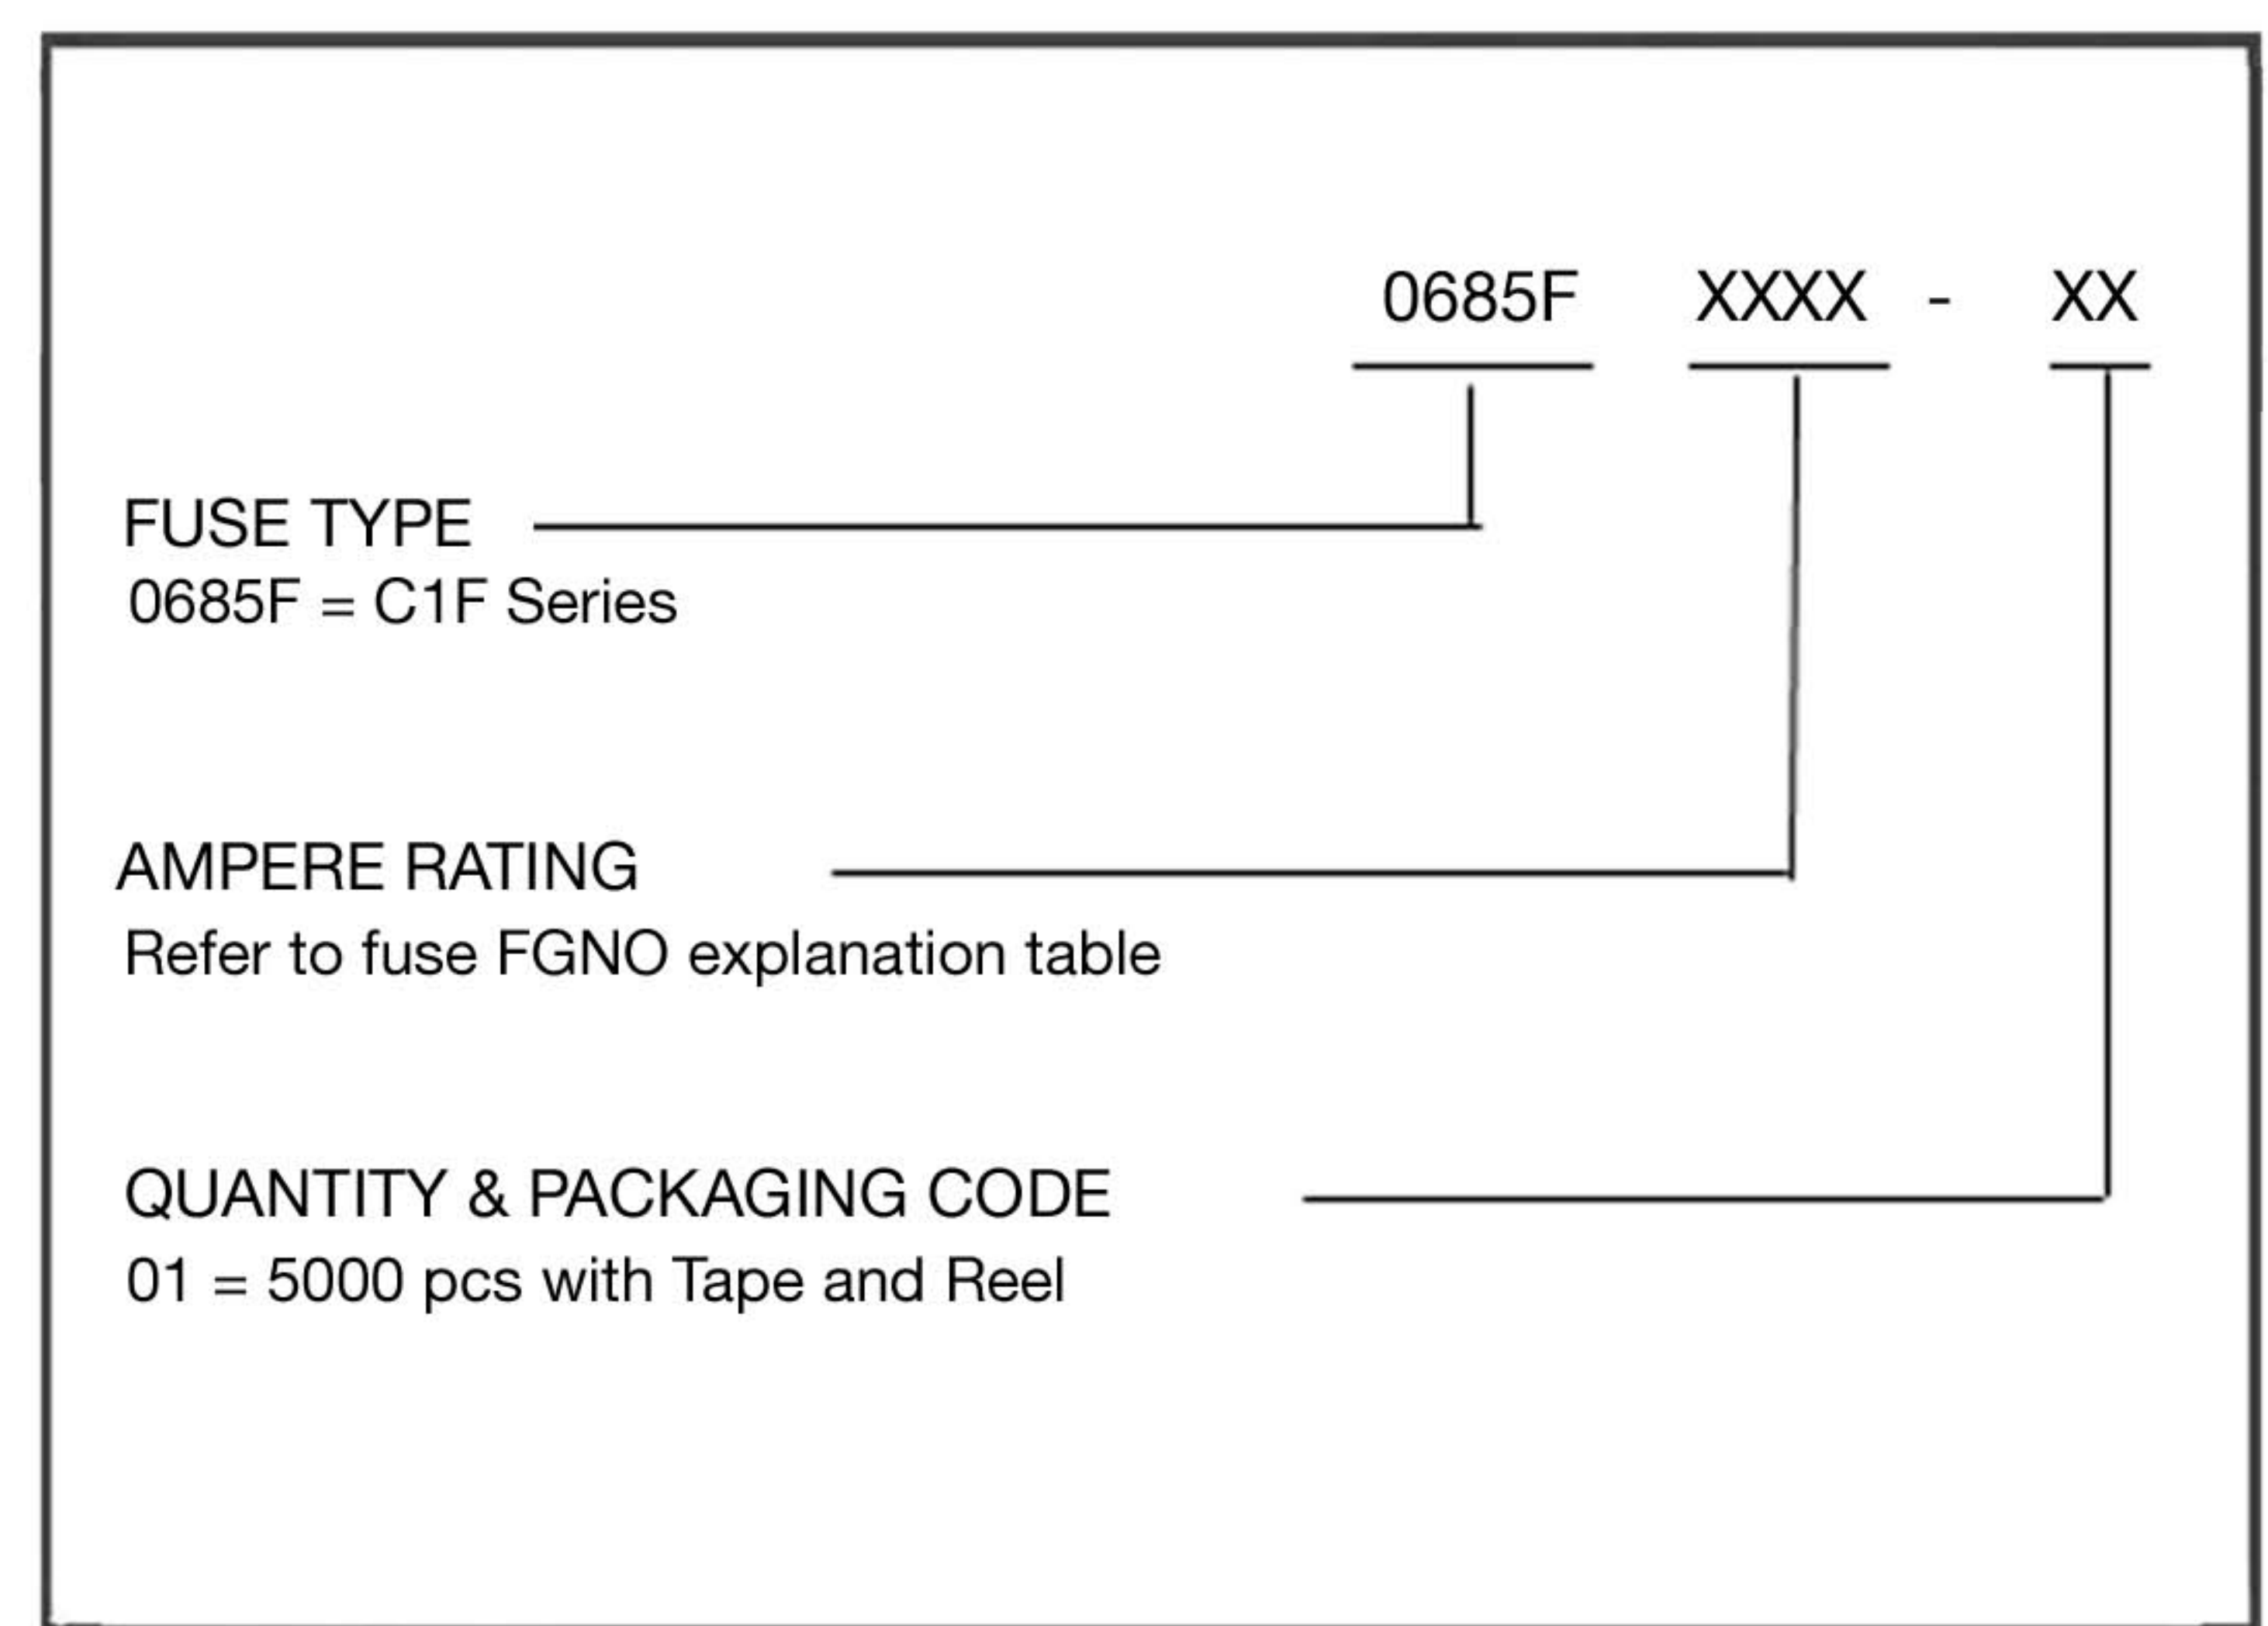 0685F XXXX - XX
FUSE TYPE
0685F = C1F Series
AMPERE RATING
Refer to fuse FGNO explanation table
QUANTITY & PACKAGING CODE
01 = 5000 pcs with Tape and Reel